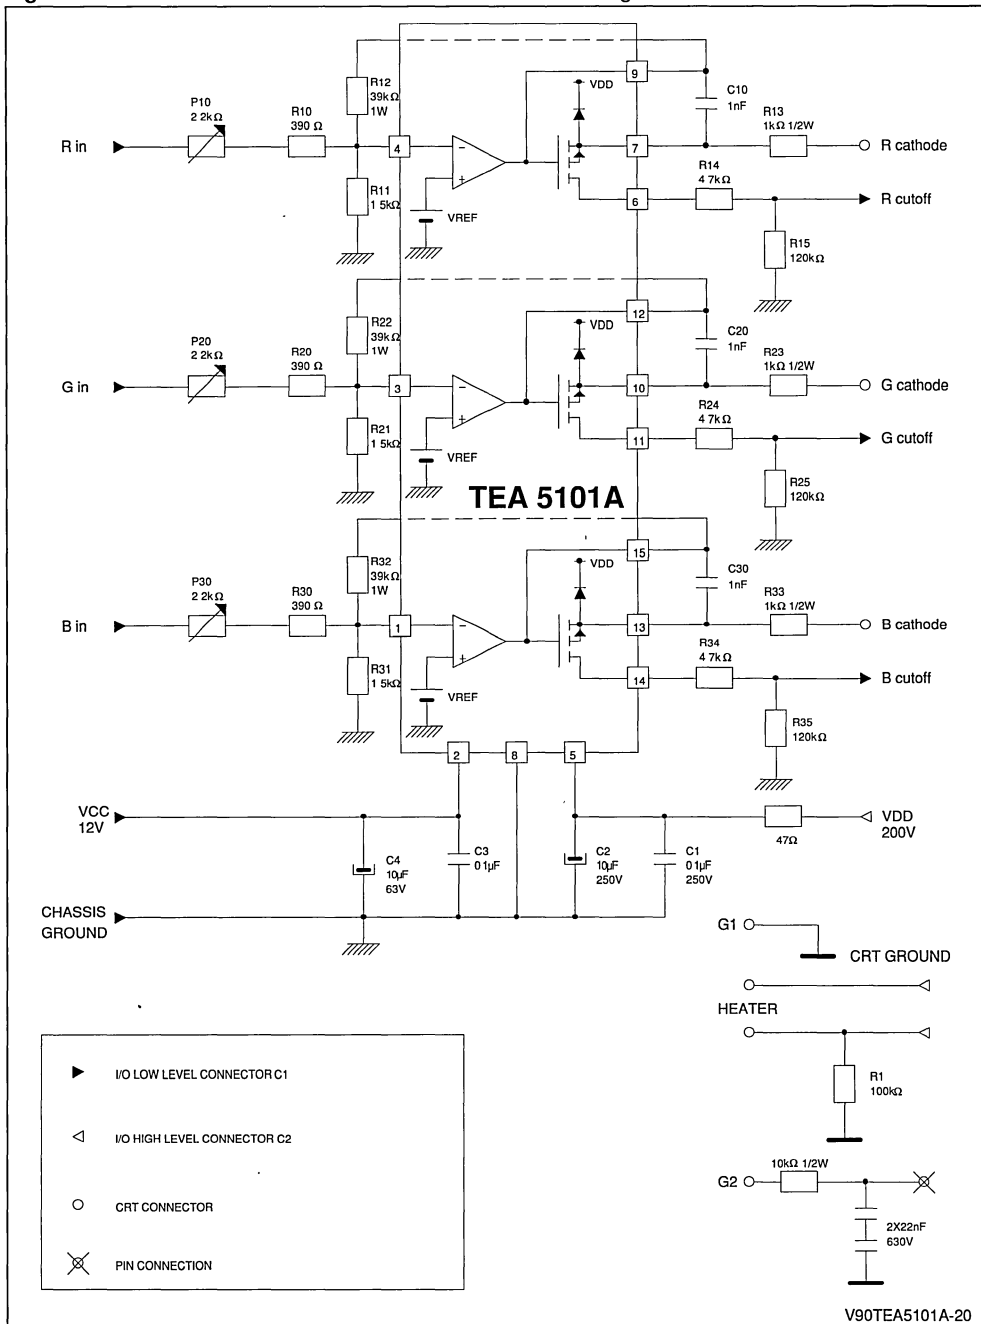 R12
39kΩ
1W
9
VDD
C10
1nF
P10
2 2kΩ
R10
390 Ω
R13
1kΩ 1/2W
R in
4
7
R cathode
R14
4 7kΩ
R11
1 5kΩ
VREF
6
R cutoff
R15
120kΩ
R22
39kΩ
1W
12
VDD
C20
1nF
P20
2 2kΩ
R20
390 Ω
R23
1kΩ 1/2W
G in
3
10
G cathode
R24
4 7kΩ
R21
1 5kΩ
VREF
11
G cutoff
R25
120kΩ
TEA 5101A
R32
39kΩ
1W
15
VDD
C30
1nF
P30
2 2kΩ
R30
390 Ω
R33
1kΩ 1/2W
B in
1
13
B cathode
R34
4 7kΩ
R31
1 5kΩ
VREF
14
B cutoff
R35
120kΩ
2
8
5
VCC
12V
VDD
200V
47Ω
C4
10µF
63V
C3
0 1µF
C2
10µF
250V
C1
0 1µF
250V
CHASSIS
GROUND
G1
CRT GROUND
HEATER
R1
100kΩ
10kΩ 1/2W
G2
2X22nF
630V
I/O LOW LEVEL CONNECTOR C1
I/O HIGH LEVEL CONNECTOR C2
CRT CONNECTOR
PIN CONNECTION
V90TEA5101A-20